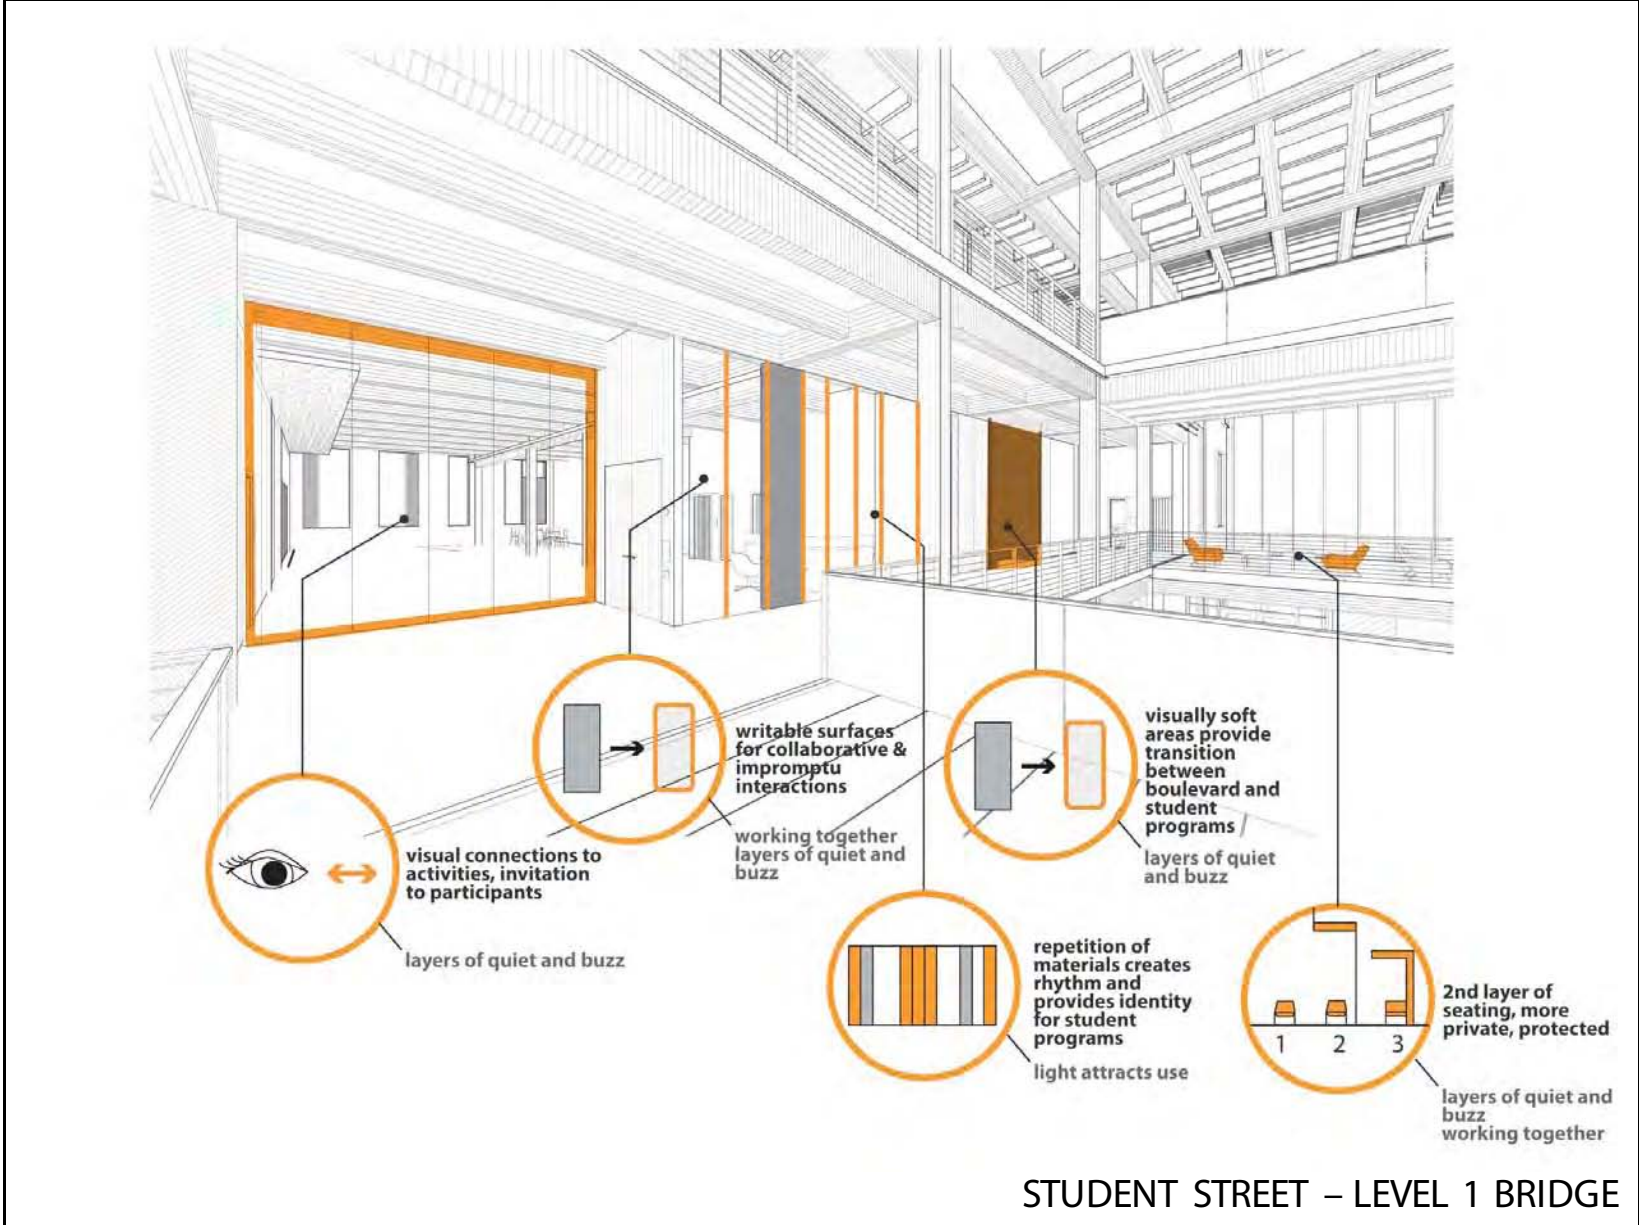 writable surfaces
for collaborative &
impromptu
interactions
working together
layers of quiet and
buzz
visually soft
areas provide
transition
between
boulevard and
student
programs
layers of quiet
and buzz
visual connections to
activities, invitation
to participants
layers of quiet and buzz
repetition of
materials creates
rhythm and
provides identity
for student
programs
light attracts use
1 2 3
2nd layer of
seating, more
private, protected
layers of quiet and
buzz
working together
STUDENT STREET – LEVEL 1 BRIDGE